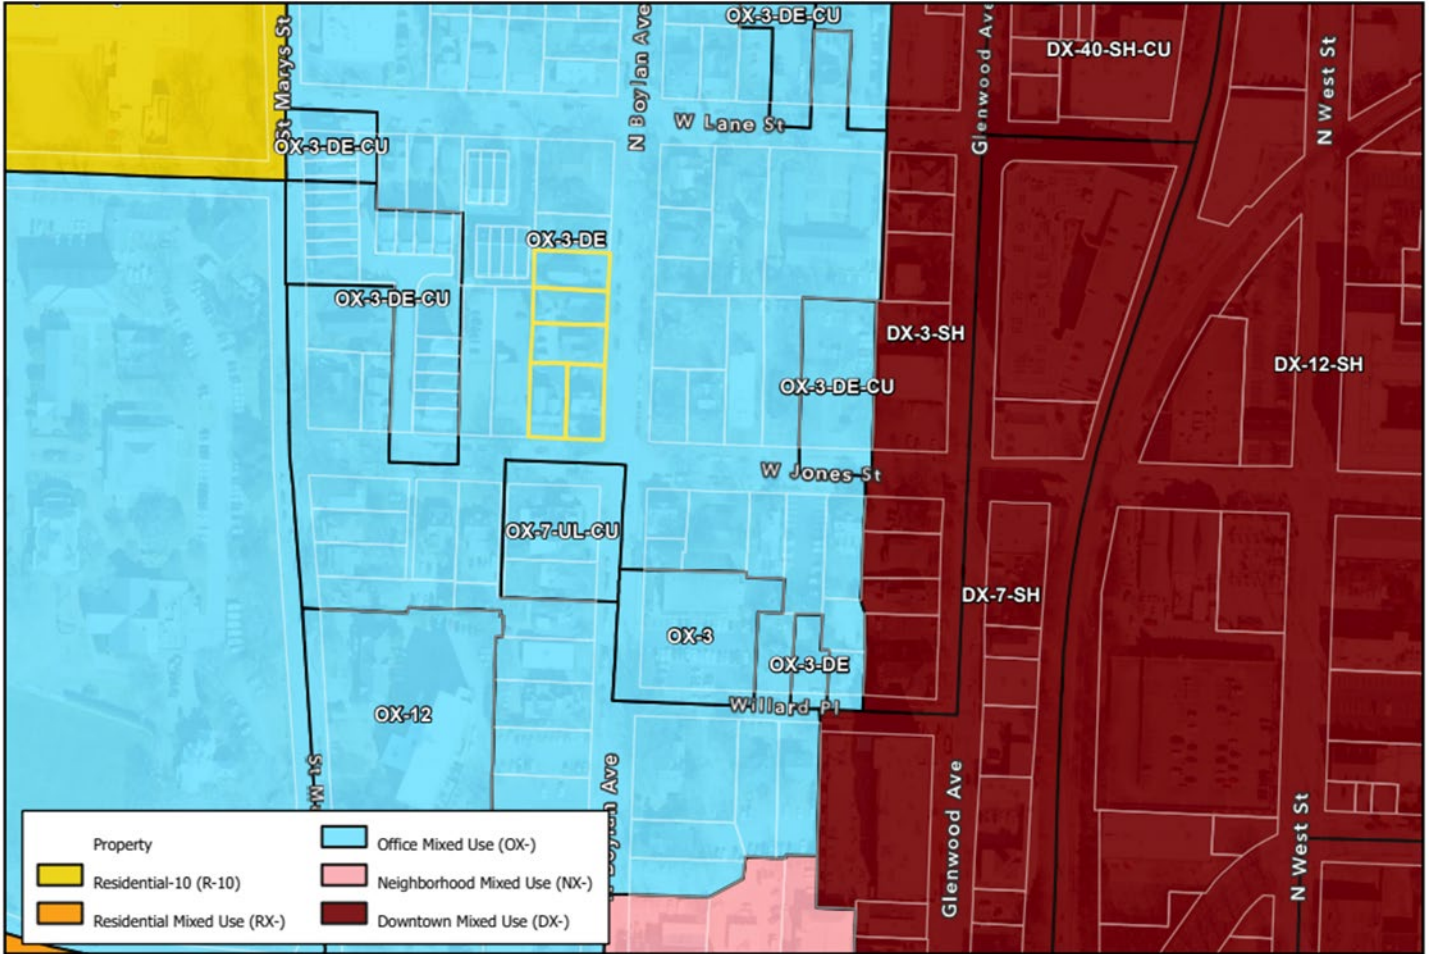 OX-3-DE-CU
Glenwood Ave
DX-40-SH-CU
St Marys St
N Boylan Ave
N West St
W Lane St
OX-3-DE-CU
OX-3-DE
OX-3-DE-CU
DX-3-SH
DX-12-SH
OX-3-DE-CU
W Jones St
OX-7-UL-CU
DX-7-SH
OX-3
OX-3-DE
Willard Pl
OX-12
St Ma
Boylan Ave
Glenwood Ave
N West St
Property
Residential-10 (R-10)
Residential Mixed Use (RX-)
Office Mixed Use (OX-)
Neighborhood Mixed Use (NX-)
Downtown Mixed Use (DX-)